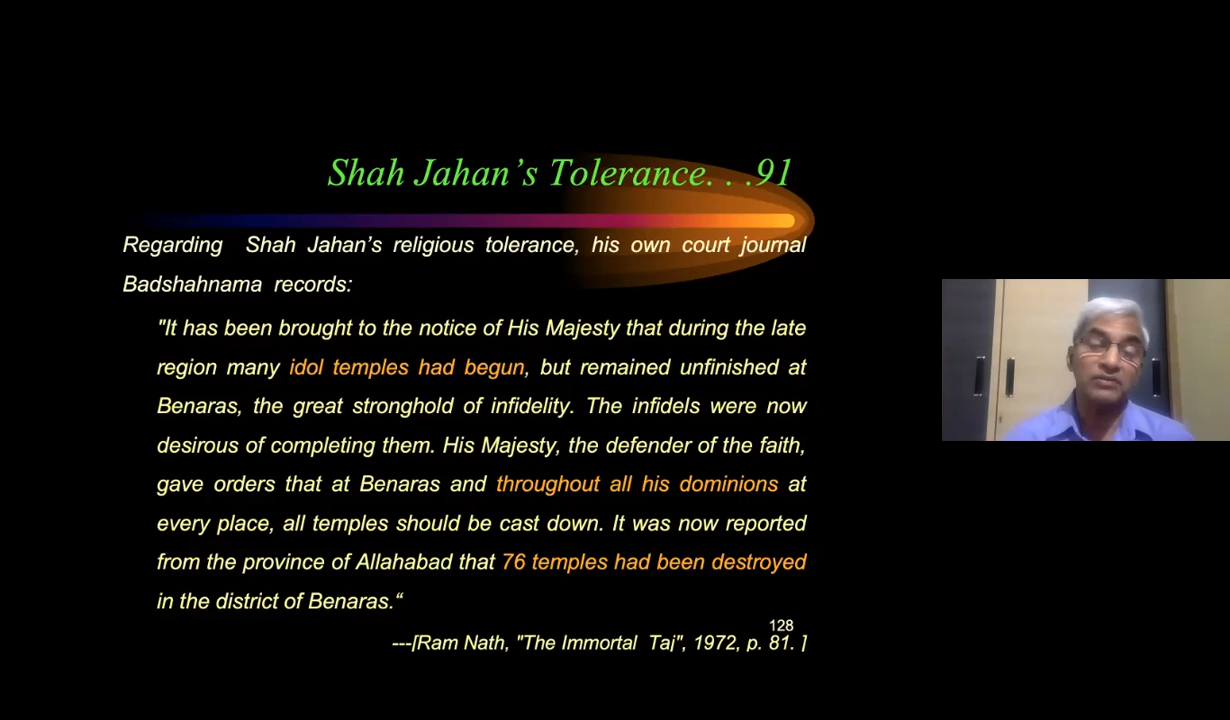 Shah Jahan’s Tolerance. . .91
Regarding Shah Jahan’s religious tolerance, his own court journal
Badshahnama records:
"It has been brought to the notice of His Majesty that during the late
region many idol temples had begun, but remained unfinished at
Benaras, the great stronghold of infidelity. The infidels were now
desirous of completing them. His Majesty, the defender of the faith,
gave orders that at Benaras and throughout all his dominions at
every place, all temples should be cast down. It was now reported
from the province of Allahabad that 76 temples had been destroyed
in the district of Benaras.“
128
---[Ram Nath, "The Immortal Taj", 1972, p. 81. ]